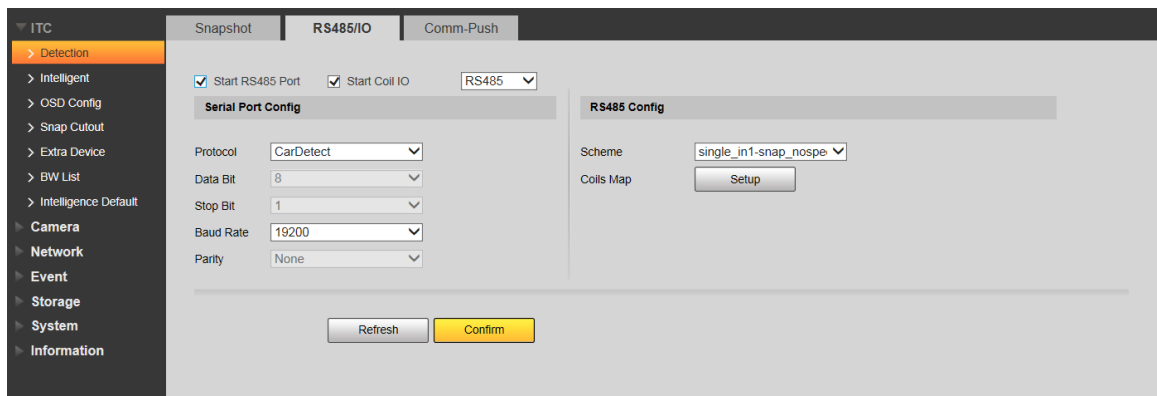 ITC
Snapshot RS485/IO Comm-Push
> Detection
> Intelligent
> OSD Config
> Snap Cutout
> Extra Device
> BW List
> Intelligence Default
Camera
Network
Event
Storage
System
Information
Start RS485 Port Start Coil IO RS485
Serial Port Config
Protocol CarDetect
Data Bit 8
Stop Bit 1
Baud Rate 19200
Parity None
RS485 Config
Scheme single_in1-snap_nospe
Coils Map Setup
Refresh Confirm